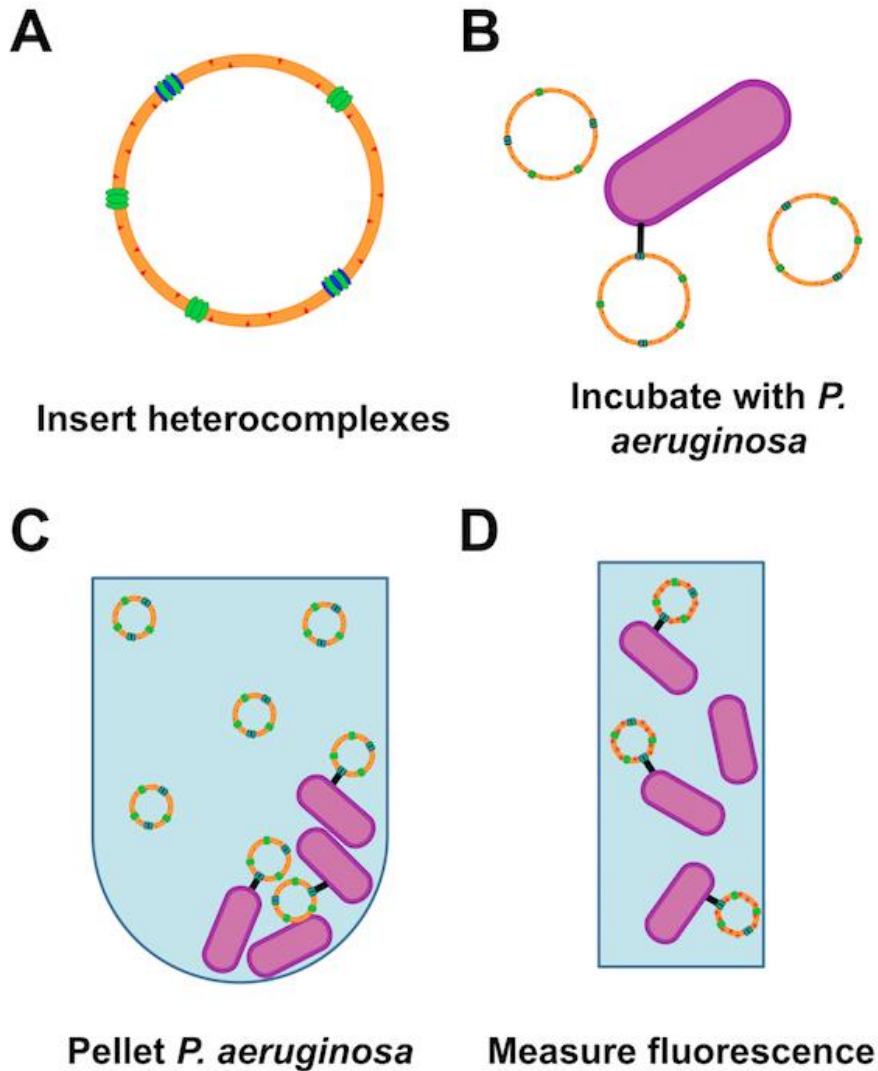 A
B
Insert heterocomplexes
Incubate with P.
aeruginosa
C
D
Pellet P. aeruginosa
Measure fluorescence